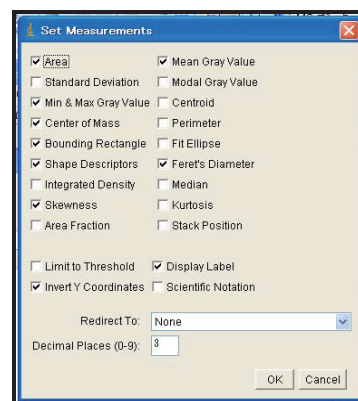 Set Measurements
Area Mean Gray Value
Standard Deviation Modal Gray Value
Min & Max Gray Value Centroid
Center of Mass Perimeter
Bounding Rectangle Fit Ellipse
Shape Descriptors Feret's Diameter
Integrated Density Median
Skewness Kurtosis
Area Fraction Stack Position
Limit to Threshold Display Label
Invert Y Coordinates Scientific Notation
Redirect To: None
Decimal Places (0-9): 3
OK Cancel